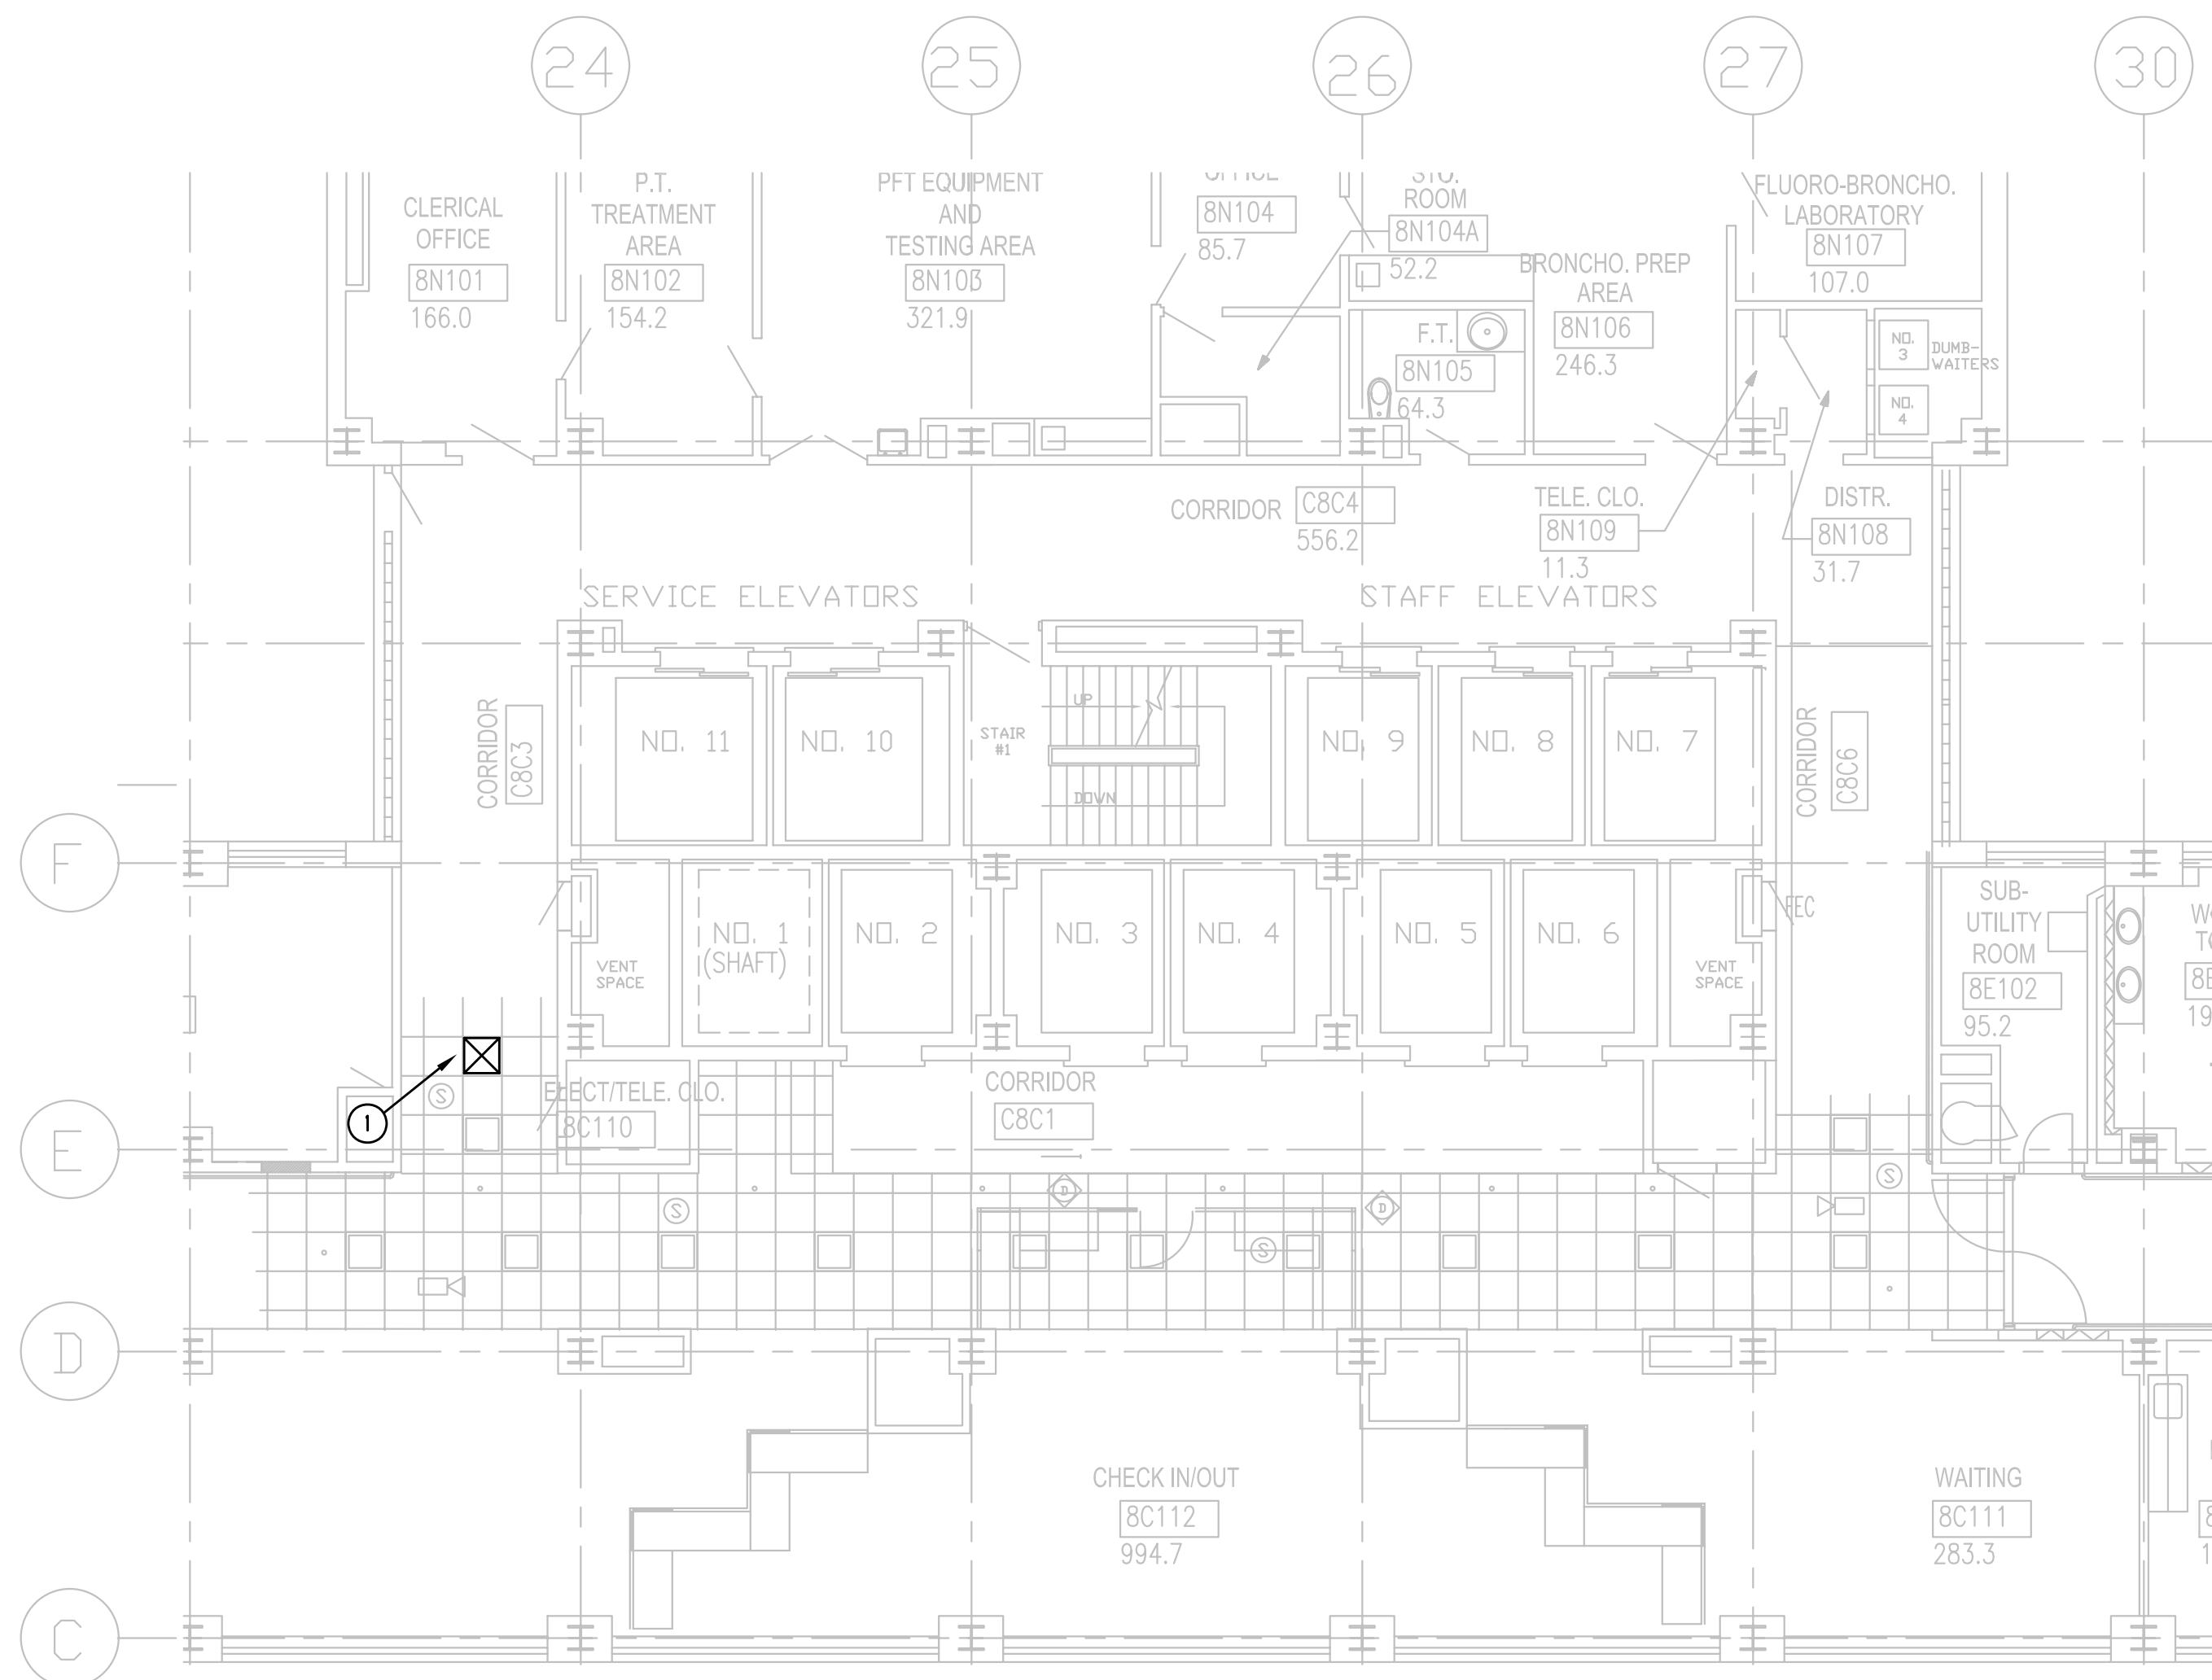 24
25
26
27
30
CLERICAL
OFFICE
8N101
166.0
P.T.
TREATMENT
AREA
8N102
154.2
PFT EQUIPMENT
AND
TESTING AREA
8N103
321.9
OFFICE
8N104
85.7
STO.
ROOM
8N104A
52.2
F.T.
8N105
64.3
BRONCHO. PREP
AREA
8N106
246.3
FLUORO-BRONCHO.
LABORATORY
8N107
107.0
NO.
3
NO.
4
DUMB-
WAITERS
CORRIDOR
C8C4
556.2
TELE. CLO.
8N109
11.3
DISTR.
8N108
31.7
SERVICE ELEVATORS
STAFF ELEVATORS
CORRIDOR
C8C3
NO. 11
NO. 10
STAIR
#1
UP
DOWN
NO. 9
NO. 8
NO. 7
CORRIDOR
C8C6
F
VENT
SPACE
NO. 1
(SHAFT)
NO. 2
NO. 3
NO. 4
NO. 5
NO. 6
VENT
SPACE
FEC
SUB-
UTILITY
ROOM
8E102
95.2
1
S
ELECT/TELE. CLO.
8C110
CORRIDOR
C8C1
E
S
D
D
S
S
D
CHECK IN/OUT
8C112
994.7
WAITING
8C111
283.3
C